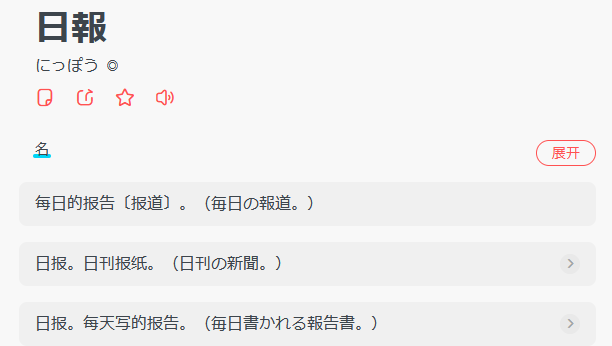 日報
にっぽう ◎
名
展开
每日的报告〔报道〕。（毎日の報道。）
日报。日刊报纸。（日刊の新聞。）
日报。每天写的报告。（毎日書かれる報告書。）